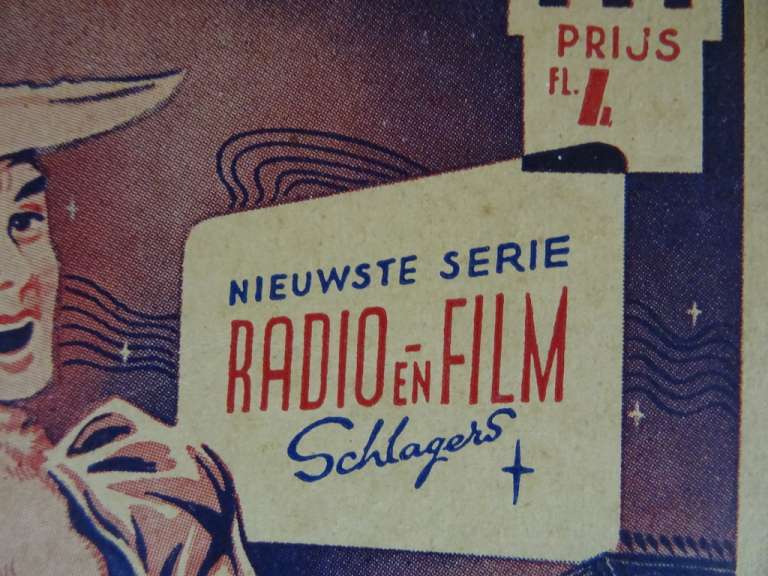 PRIJS
FL. 1,
NIEUWSTE SERIE
RADIO - EN FILM
Schlagers